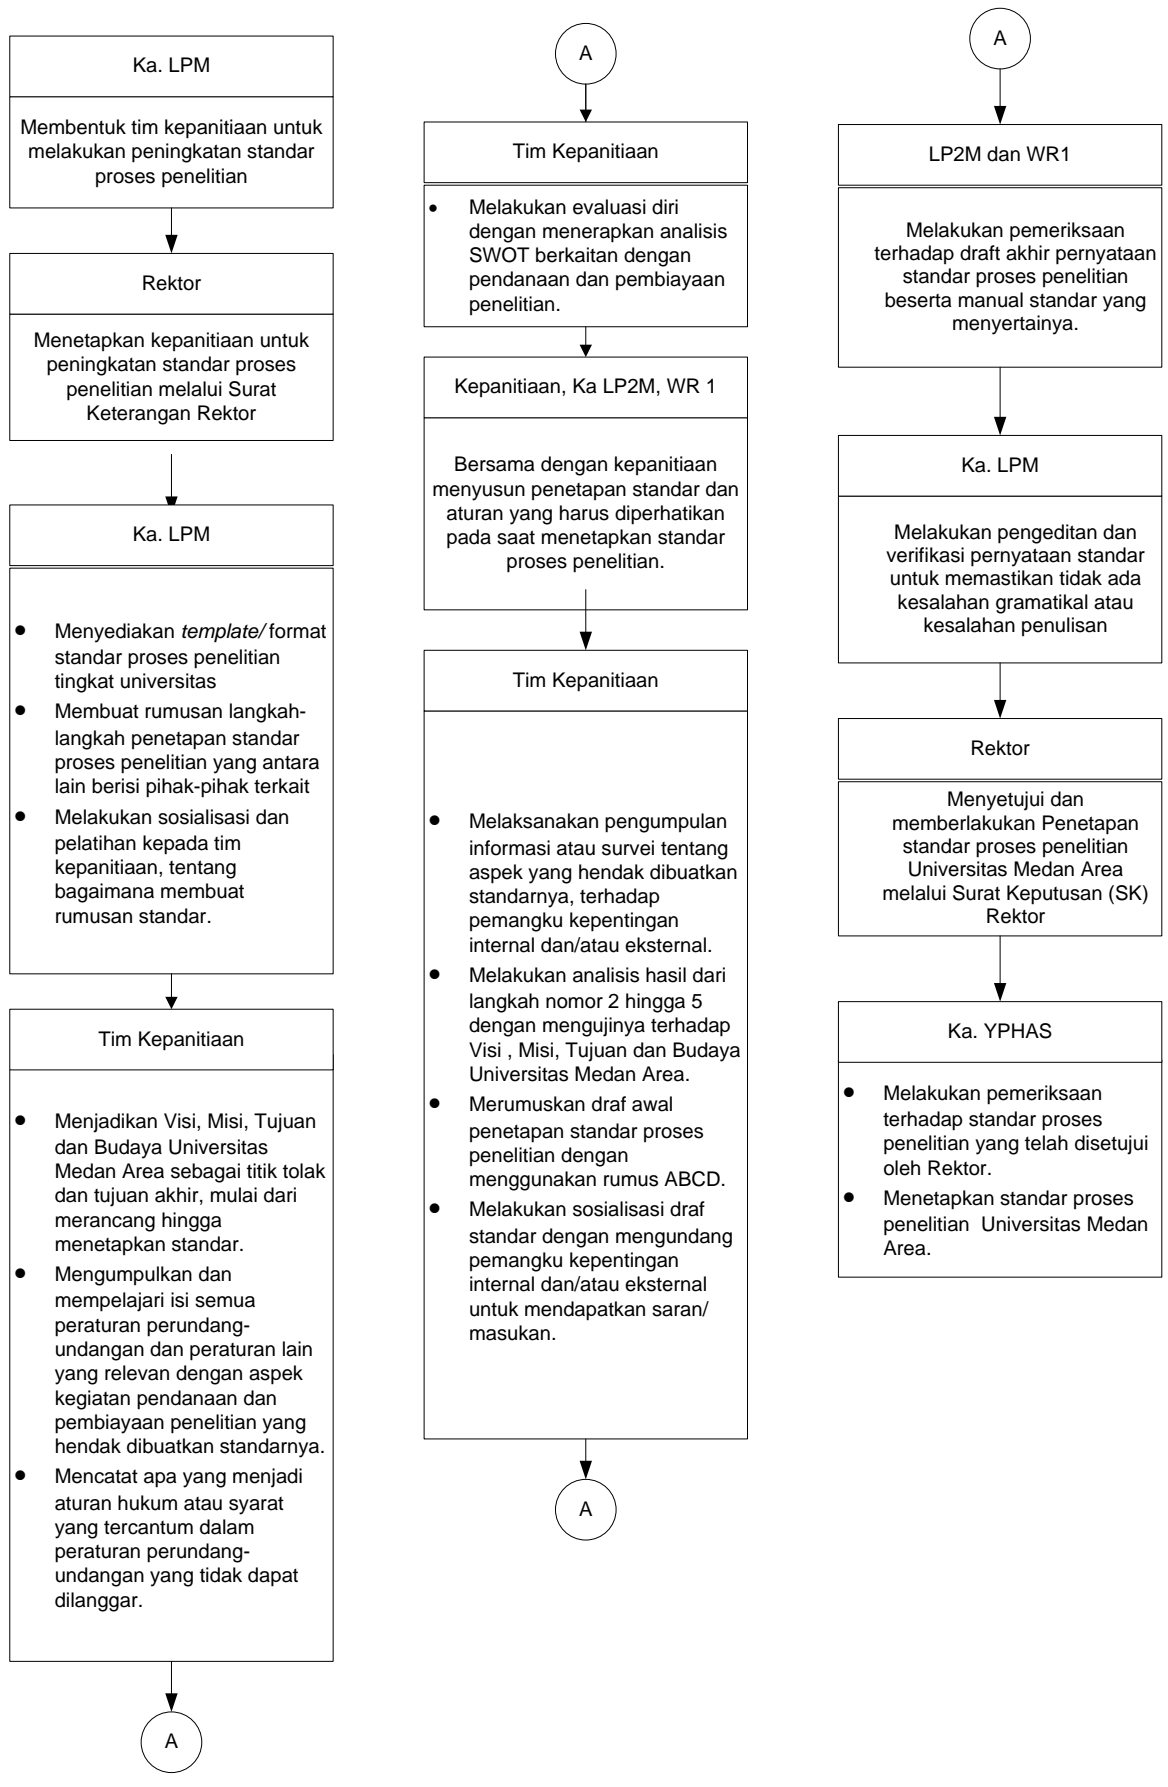 Ka. LPM
Membentuk tim kepanitiaan untuk
melakukan peningkatan standar
proses penelitian
Rektor
Menetapkan kepanitiaan untuk
peningkatan standar proses
penelitian melalui Surat
Keterangan Rektor
Ka. LPM
• Menyediakan template/ format
standar proses penelitian
tingkat universitas
• Membuat rumusan langkah-
langkah penetapan standar
proses penelitian yang antara
lain berisi pihak-pihak terkait
• Melakukan sosialisasi dan
pelatihan kepada tim
kepanitiaan, tentang
bagaimana membuat
rumusan standar.
Tim Kepanitiaan
• Menjadikan Visi, Misi, Tujuan
dan Budaya Universitas
Medan Area sebagai titik tolak
dan tujuan akhir, mulai dari
merancang hingga
menetapkan standar.
• Mengumpulkan dan
mempelajari isi semua
peraturan perundang-
undangan dan peraturan lain
yang relevan dengan aspek
kegiatan pendanaan dan
pembiayaan penelitian yang
hendak dibuatkan standarnya.
• Mencatat apa yang menjadi
aturan hukum atau syarat
yang tercantum dalam
peraturan perundang-
undangan yang tidak dapat
dilanggar.
A
A
Tim Kepanitiaan
• Melakukan evaluasi diri
dengan menerapkan analisis
SWOT berkaitan dengan
pendanaan dan pembiayaan
penelitian.
Kepanitiaan, Ka LP2M, WR 1
Bersama dengan kepanitiaan
menyusun penetapan standar dan
aturan yang harus diperhatikan
pada saat menetapkan standar
proses penelitian.
Tim Kepanitiaan
• Melaksanakan pengumpulan
informasi atau survei tentang
aspek yang hendak dibuatkan
standarnya, terhadap
pemangku kepentingan
internal dan/atau eksternal.
• Melakukan analisis hasil dari
langkah nomor 2 hingga 5
dengan mengujinya terhadap
Visi , Misi, Tujuan dan Budaya
Universitas Medan Area.
• Merumuskan draf awal
penetapan standar proses
penelitian dengan
menggunakan rumus ABCD.
• Melakukan sosialisasi draf
standar dengan mengundang
pemangku kepentingan
internal dan/atau eksternal
untuk mendapatkan saran/
masukan.
A
A
LP2M dan WR1
Melakukan pemeriksaan
terhadap draft akhir pernyataan
standar proses penelitian
beserta manual standar yang
menyertainya.
Ka. LPM
Melakukan pengeditan dan
verifikasi pernyataan standar
untuk memastikan tidak ada
kesalahan gramatikal atau
kesalahan penulisan
Rektor
Menyetujui dan
memberlakukan Penetapan
standar proses penelitian
Universitas Medan Area
melalui Surat Keputusan (SK)
Rektor
Ka. YPHAS
• Melakukan pemeriksaan
terhadap standar proses
penelitian yang telah disetujui
oleh Rektor.
• Menetapkan standar proses
penelitian Universitas Medan
Area.